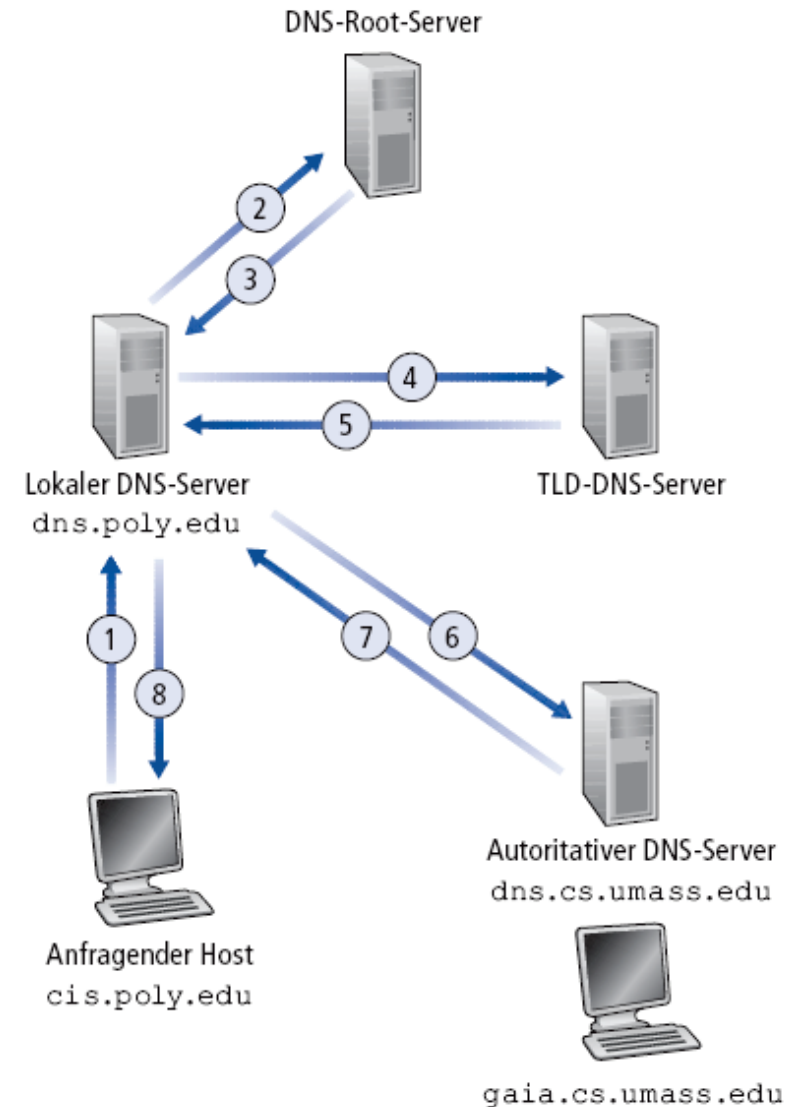 DNS-Root-Server
2
3
4
5
Lokaler DNS-Server
dns.poly.edu
TLD-DNS-Server
1
8
7
6
Anfragender Host
cis.poly.edu
Autoritativer DNS-Server
dns.cs.umass.edu
gaia.cs.umass.edu